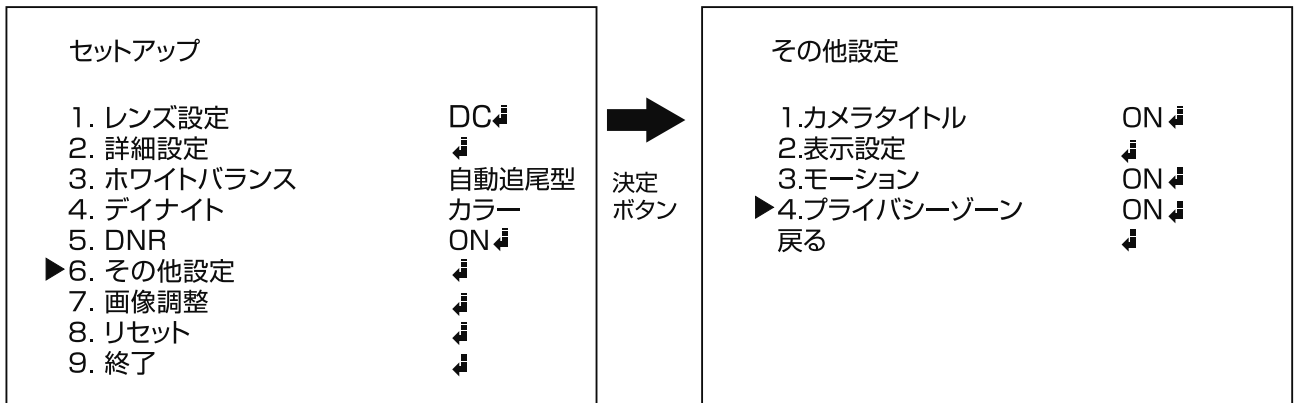 セットアップ
1. レンズ設定 DC↲
2. 詳細設定 ↲
3. ホワイトバランス 自動追尾型
4. デイナイト カラー
5. DNR ON↲
▶6. その他設定 ↲
7. 画像調整 ↲
8. リセット ↲
9. 終了 ↲
決定
ボタン
その他設定
1.カメラタイトル ON↲
2.表示設定 ↲
3.モーション ON↲
▶4.プライバシーゾーン ON↲
戻る ↲